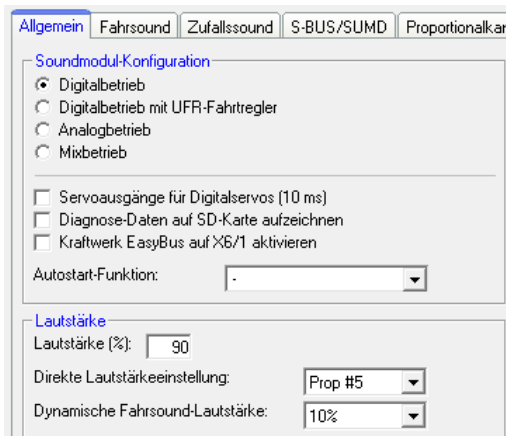 Allgemein Fahrsound Zufallssound S-BUS/SUMD Proportionalkan
Soundmodul-Konfiguration
Digitalbetrieb
Digitalbetrieb mit UFR-Fahrtregler
Analogbetrieb
Mixbetrieb
Servoausgänge für Digitalservos (10 ms)
Diagnose-Daten auf SD-Karte aufzeichnen
Kraftwerk EasyBus auf X6/1 aktivieren
Autostart-Funktion: -
Lautstärke
Lautstärke (%): 90
Direkte Lautstärkeeinstellung: Prop #5
Dynamische Fahrsound-Lautstärke: 10%